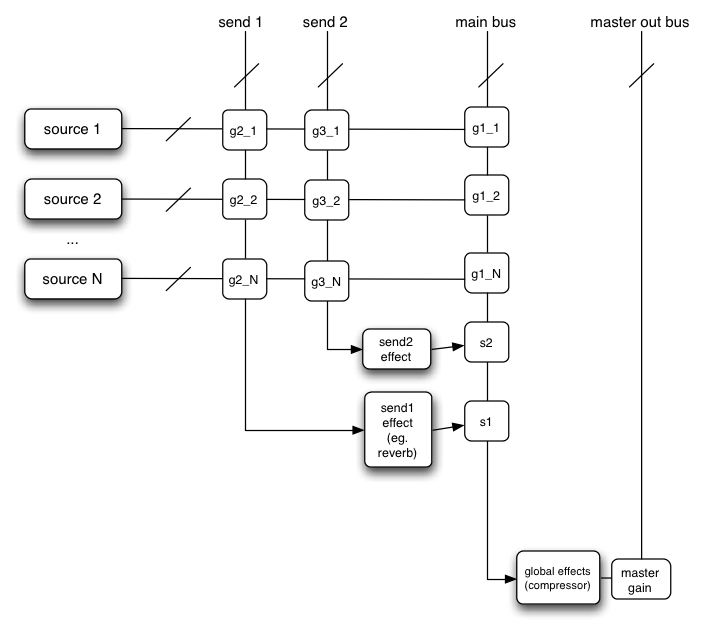 send 1
send 2
main bus
master out bus
source 1
g2_1
g3_1
g1_1
source 2
g2_2
g3_2
g1_2
...
source N
g2_N
g3_N
g1_N
send2
effect
s2
send1
effect
(eg.
reverb)
s1
global effects
(compressor)
master
gain